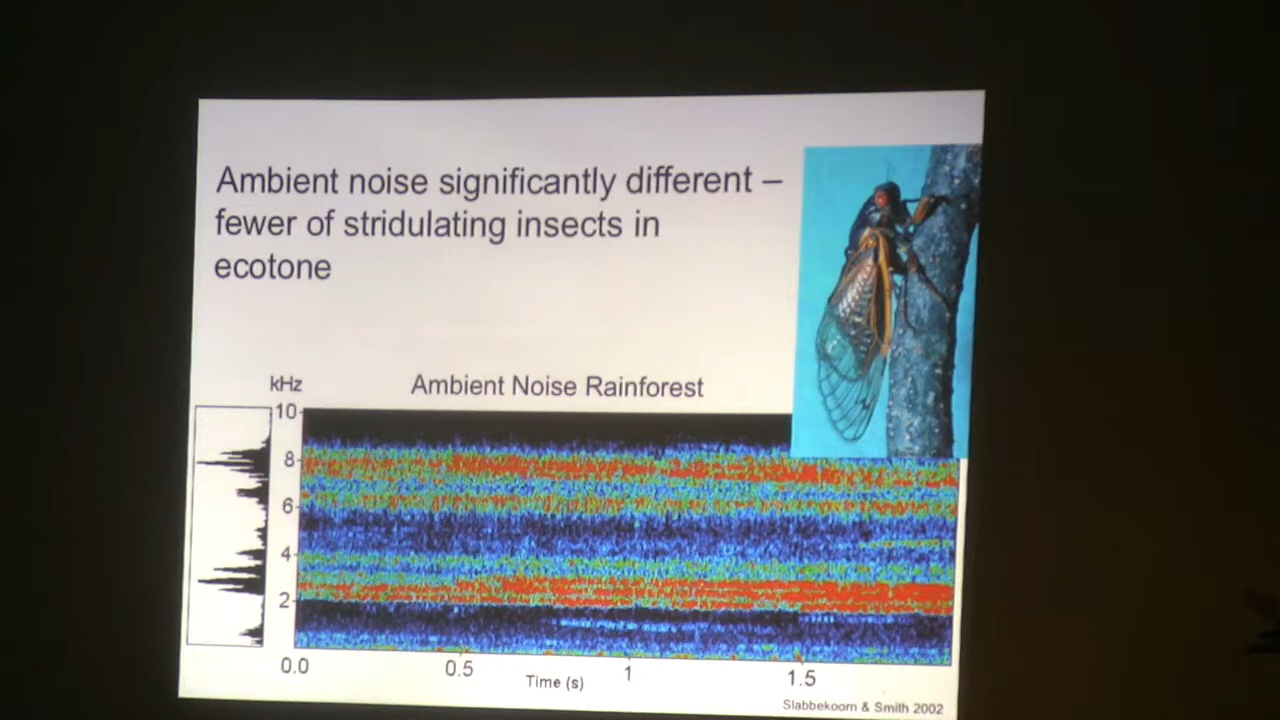 Ambient noise significantly different –
fewer of stridulating insects in
ecotone
kHz
Ambient Noise Rainforest
10
8
6
4
2
0.0
0.5
1
1.5
Time (s)
Slabbekoorn & Smith 2002